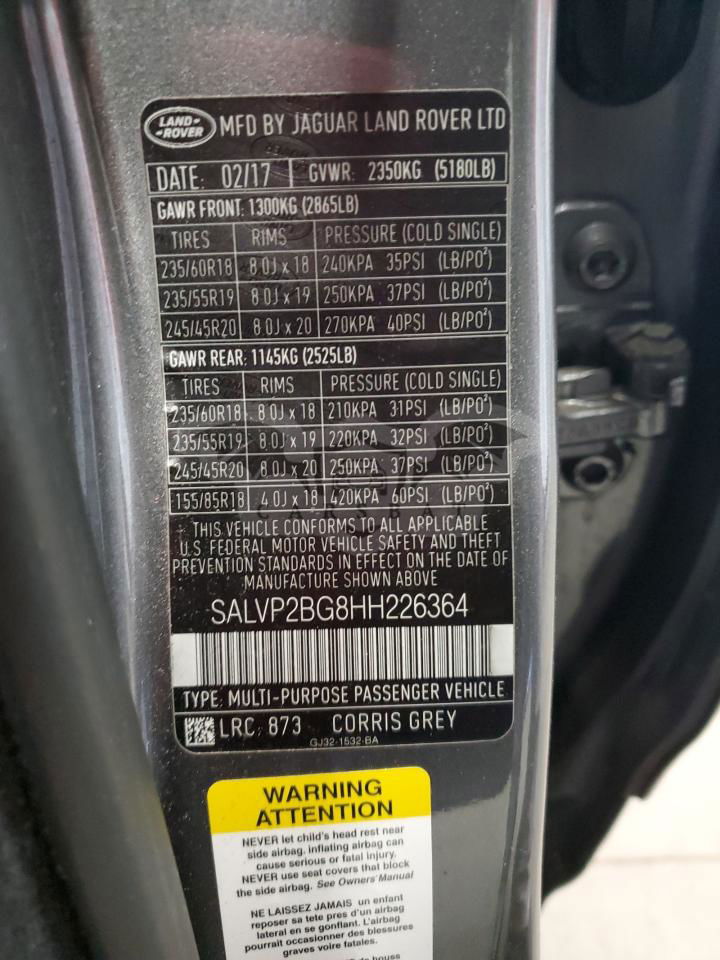 LAND-
-ROVER
MFD BY JAGUAR LAND ROVER LTD
DATE: 02/17 GVWR: 2350KG (5180LB)
GAWR FRONT: 1300KG (2865LB)
TIRES RIMS PRESSURE (COLD SINGLE)
235/60R18 8.0J x 18 240KPA 35PSI (LB/PO²)
235/55R19 8.0J x 19 250KPA 37PSI (LB/PO²)
245/45R20 8.0J x 20 270KPA 40PSI (LB/PO²)
GAWR REAR: 1145KG (2525LB)
TIRES RIMS PRESSURE (COLD SINGLE)
235/60R18 8.0J x 18 210KPA 31PSI (LB/PO²)
235/55R19 8.0J x 19 220KPA 32PSI (LB/PO²)
245/45R20 8.0J x 20 250KPA 37PSI (LB/PO²)
155/85R18 4.0J x 18 420KPA 60PSI (LB/PO²)
THIS VEHICLE CONFORMS TO ALL APPLICABLE
U.S. FEDERAL MOTOR VEHICLE SAFETY AND THEFT
PREVENTION STANDARDS IN EFFECT ON THE DATE OF
MANUFACTURE SHOWN ABOVE
SALVP2BG8HH226364
TYPE: MULTI-PURPOSE PASSENGER VEHICLE
LRC: 873 CORRIS GREY
GJ32-1532-BA
WARNING
ATTENTION
NEVER let child's head rest near
side airbag, inflating airbag can
cause serious or fatal injury.
NEVER use seat covers that block
the side airbag. See Owners' Manual
NE LAISSEZ JAMAIS un enfant
reposer sa tete pres d'un airbag
lateral en se gonflant. L'airbag
pourrait occasionner des blessures
graves voire fatales.
de housses